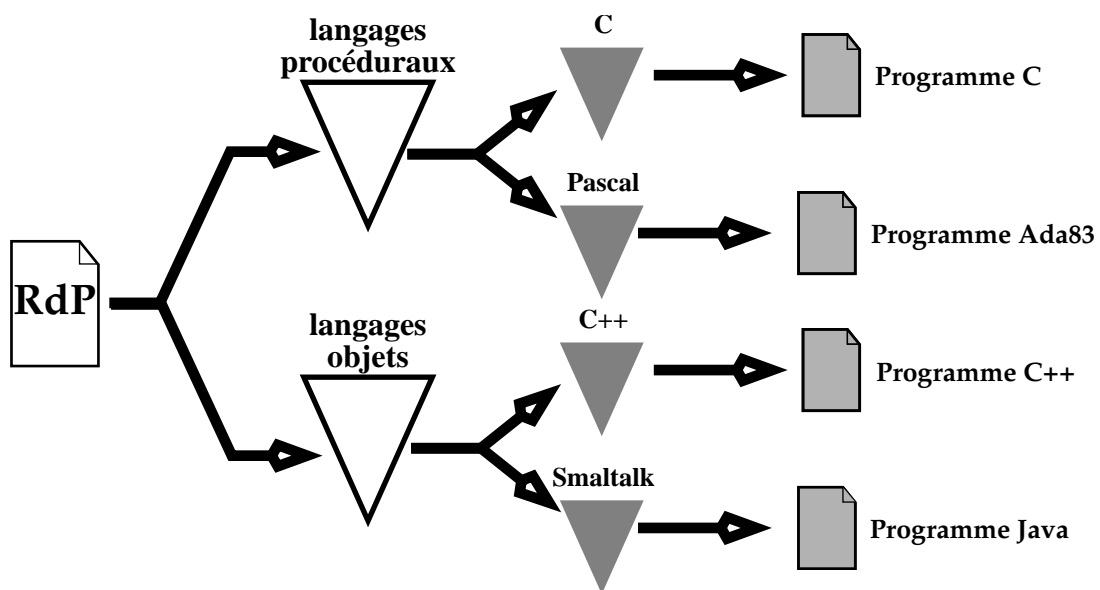 langages
procéduraux
C
Programme C
Pascal
Programme Ada83
RdP
langages
objets
C++
Programme C++
Smaltalk
Programme Java